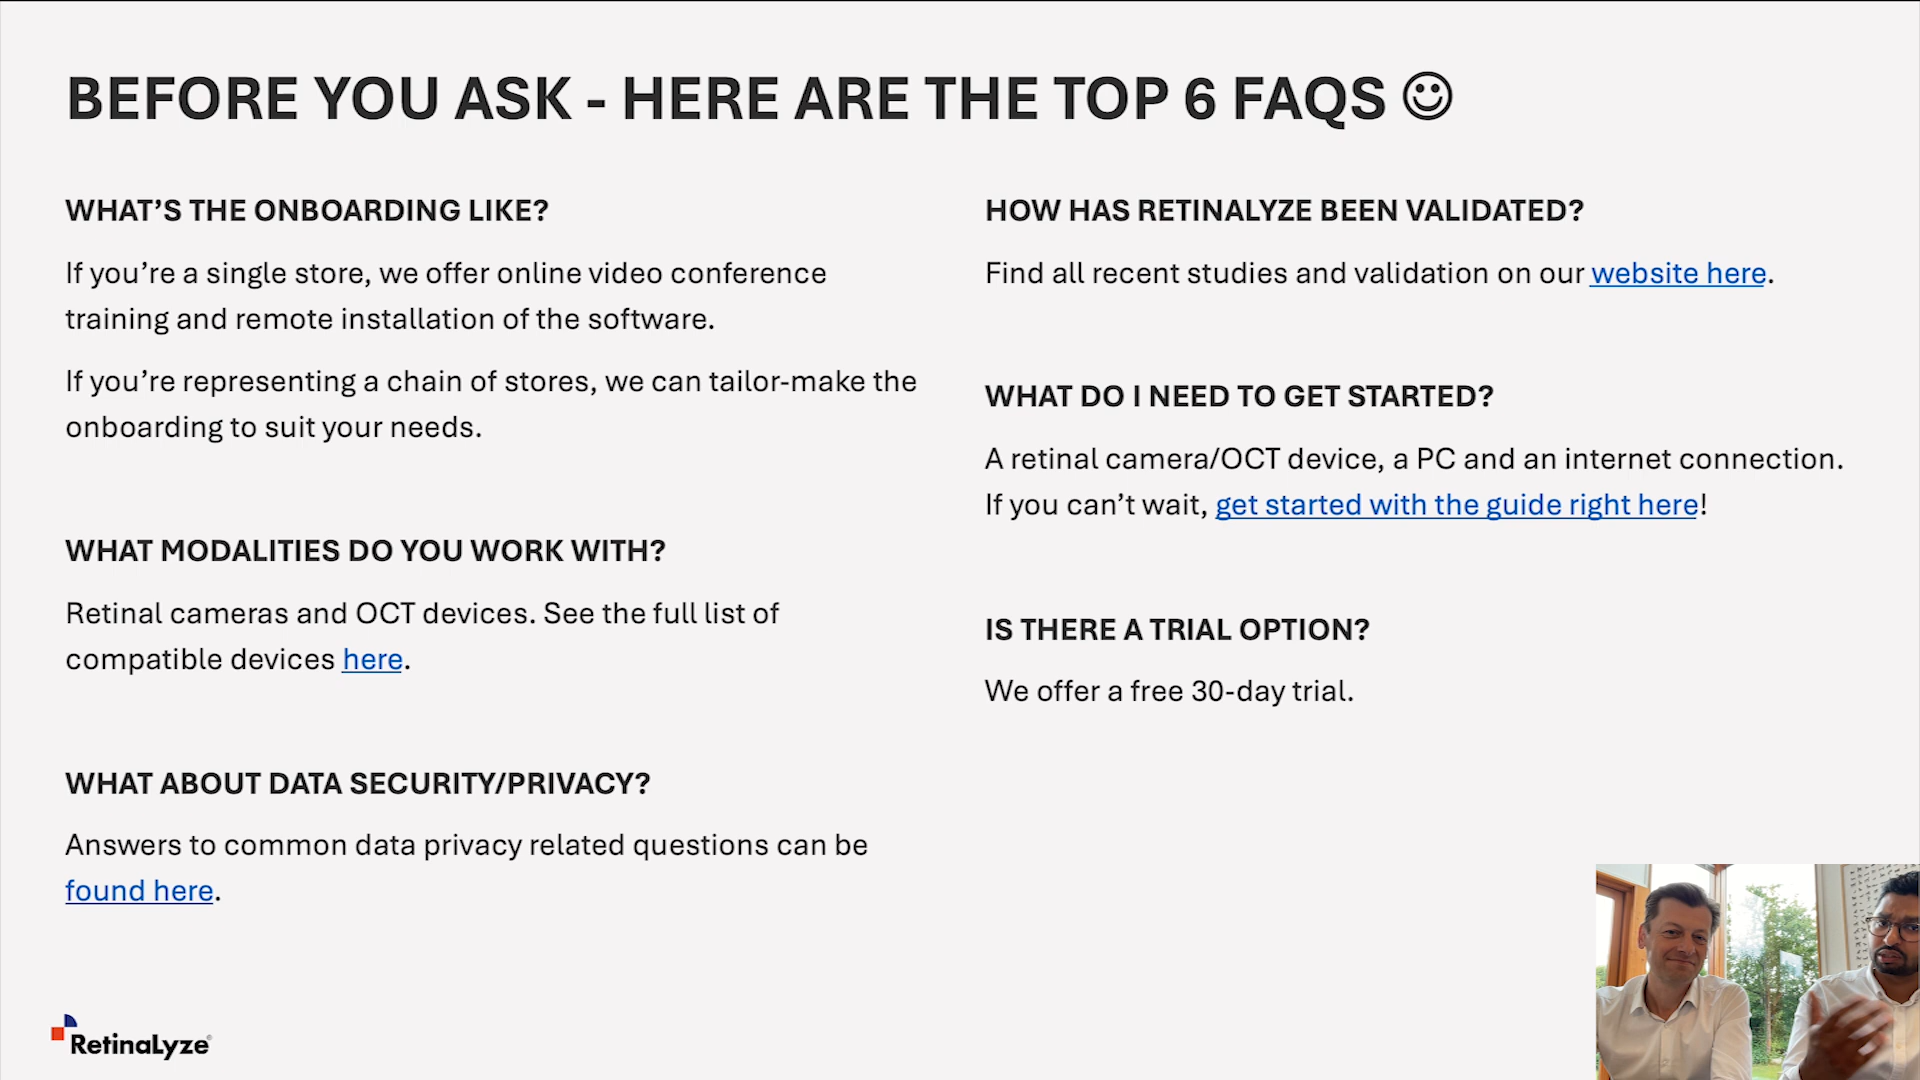 BEFORE YOU ASK - HERE ARE THE TOP 6 FAQS ☺
WHAT’S THE ONBOARDING LIKE?
If you’re a single store, we offer online video conference
training and remote installation of the software.
If you’re representing a chain of stores, we can tailor-make the
onboarding to suit your needs.
WHAT MODALITIES DO YOU WORK WITH?
Retinal cameras and OCT devices. See the full list of
compatible devices here.
WHAT ABOUT DATA SECURITY/PRIVACY?
Answers to common data privacy related questions can be
found here.
HOW HAS RETINALYZE BEEN VALIDATED?
Find all recent studies and validation on our website here.
WHAT DO I NEED TO GET STARTED?
A retinal camera/OCT device, a PC and an internet connection.
If you can’t wait, get started with the guide right here!
IS THERE A TRIAL OPTION?
We offer a free 30-day trial.
RetinaLyze®